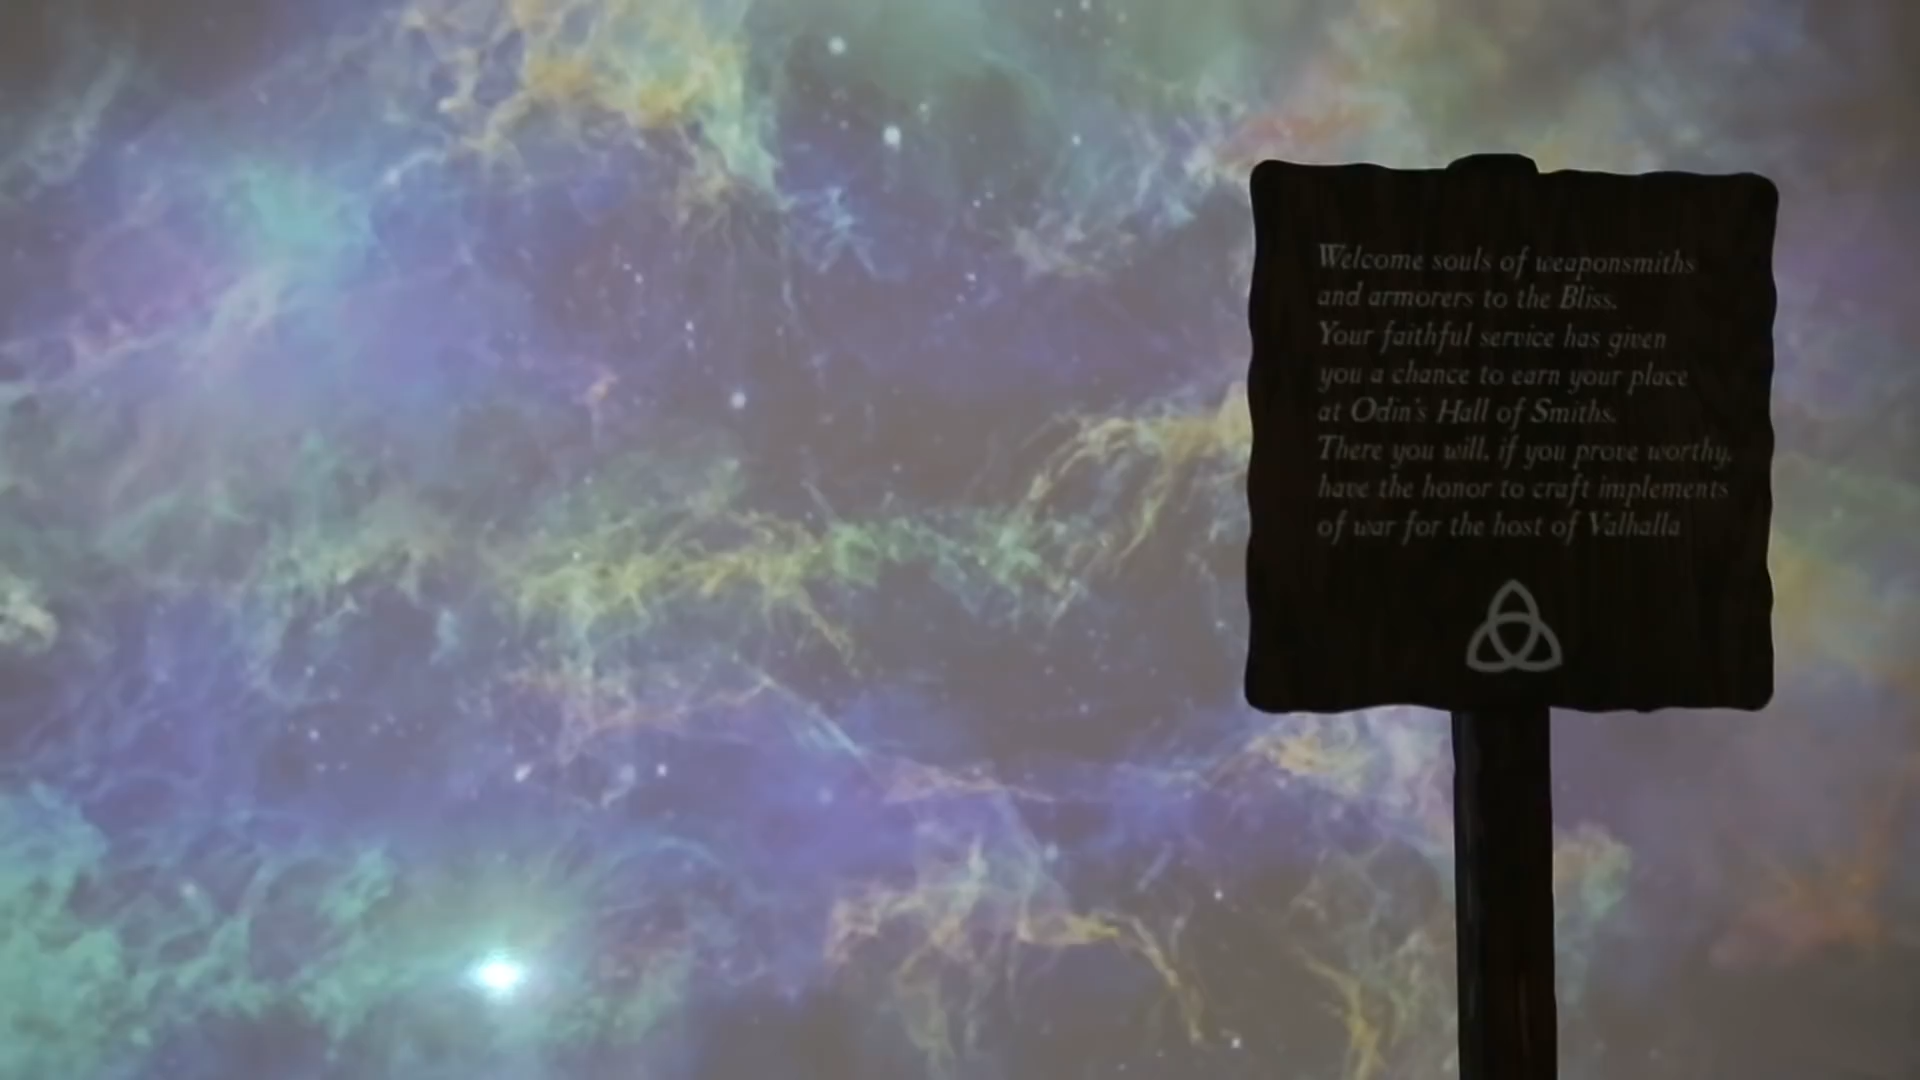 Welcome souls of weaponsmiths
and armorers to the Bliss.
Your faithful service has given
you a chance to earn your place
at Odin's Hall of Smiths.
There you will, if you prove worthy,
have the honor to craft implements
of war for the host of Valhalla